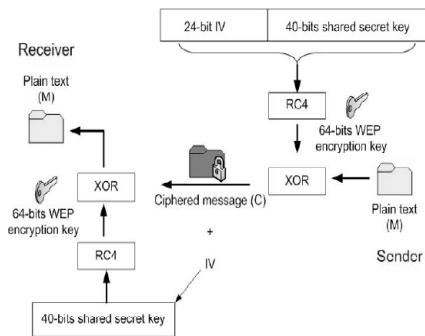 24-bit IV
40-bits shared secret key
Receiver
Plain text
(M)
RC4
64-bits WEP
encryption key
XOR
XOR
Ciphered message (C)
64-bits WEP
encryption key
Plain text
(M)
+
RC4
Sender
IV
40-bits shared secret key